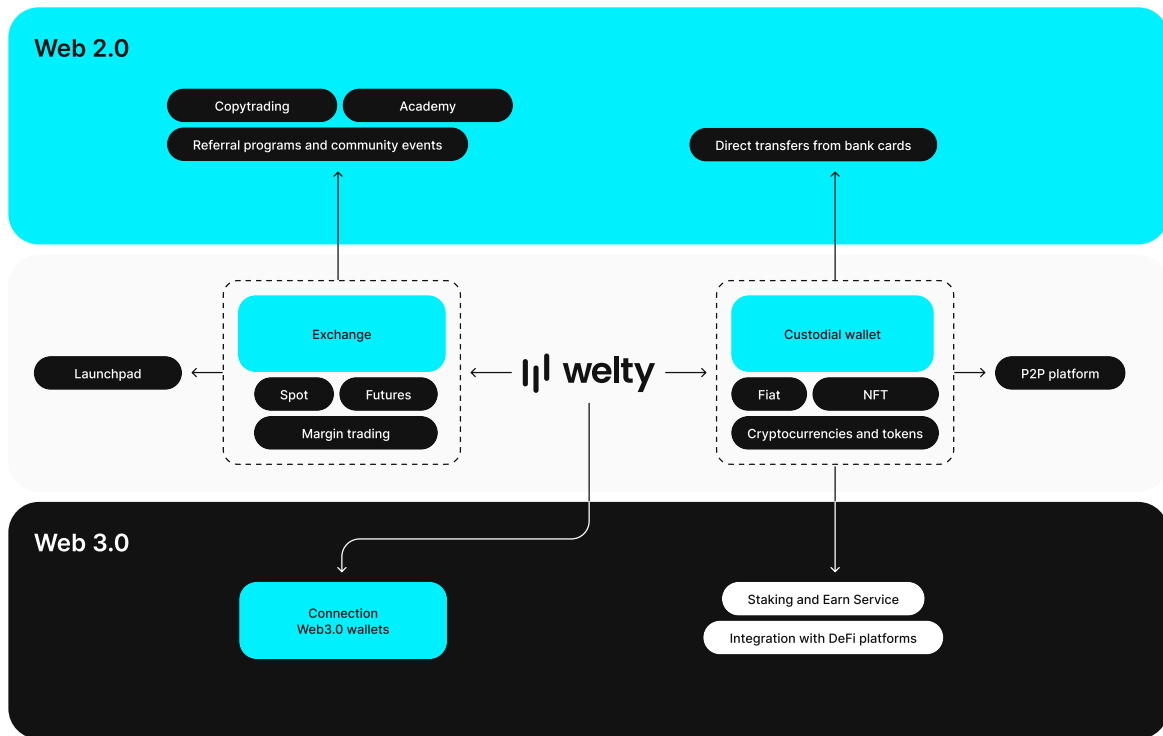 Web 2.0
Copytrading
Academy
Referral programs and community events
Direct transfers from bank cards
Exchange
Custodial wallet
Launchpad
welty
P2P platform
Spot
Futures
Fiat
NFT
Margin trading
Cryptocurrencies and tokens
Web 3.0
Connection
Web3.0 wallets
Staking and Earn Service
Integration with DeFi platforms